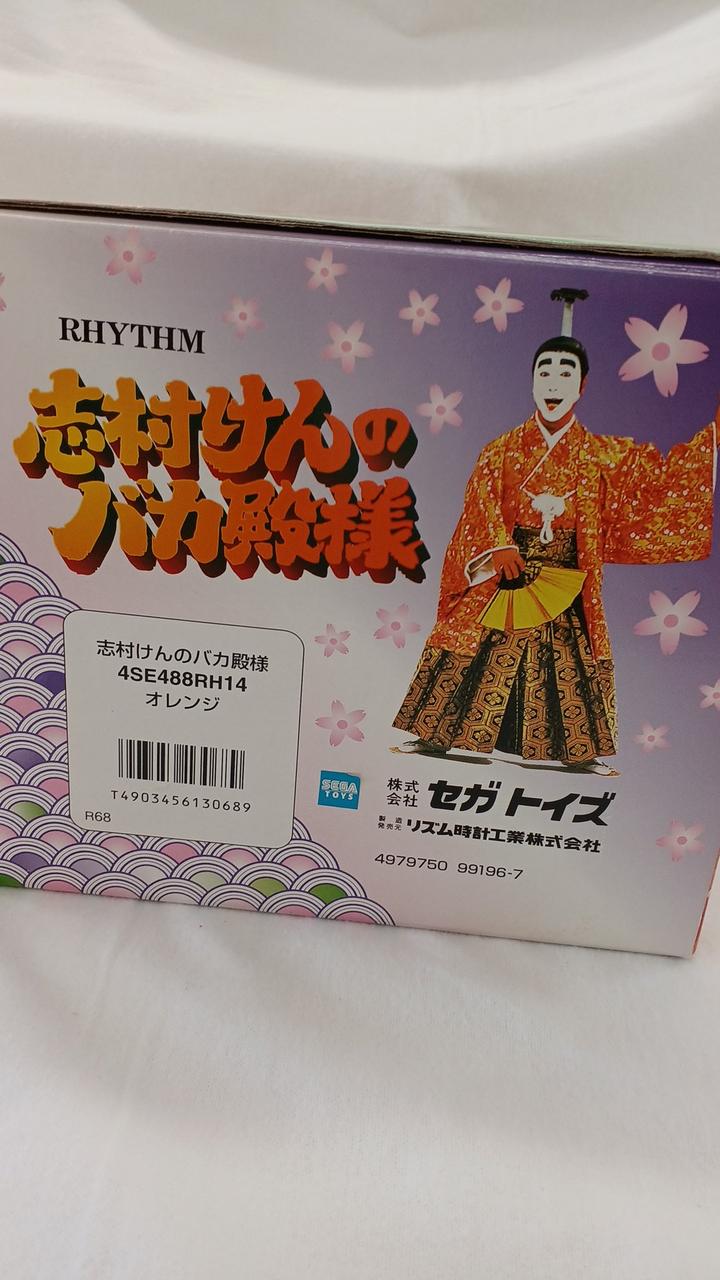 RHYTHM
志村けんの
バカ殿様
志村けんのバカ殿様
4SE488RH14
オレンジ
T4903456130689
R68
SEGA
TOYS
株式会社 セガ トイズ
製造発売元 リズム時計工業株式会社
4979750 99196-7